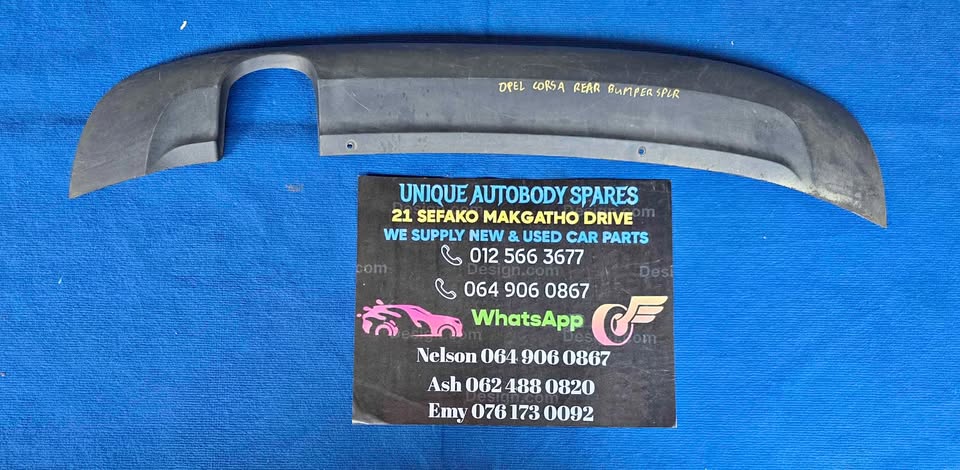 OPEL CORSA REAR BUMPER SPLR
UNIQUE AUTOBODY SPARES
21 SEFAKO MAKGATHO DRIVE
WE SUPPLY NEW & USED CAR PARTS
012 566 3677
064 906 0867
WhatsApp
Nelson 064 906 0867
Ash 062 488 0820
Emy 076 173 0092